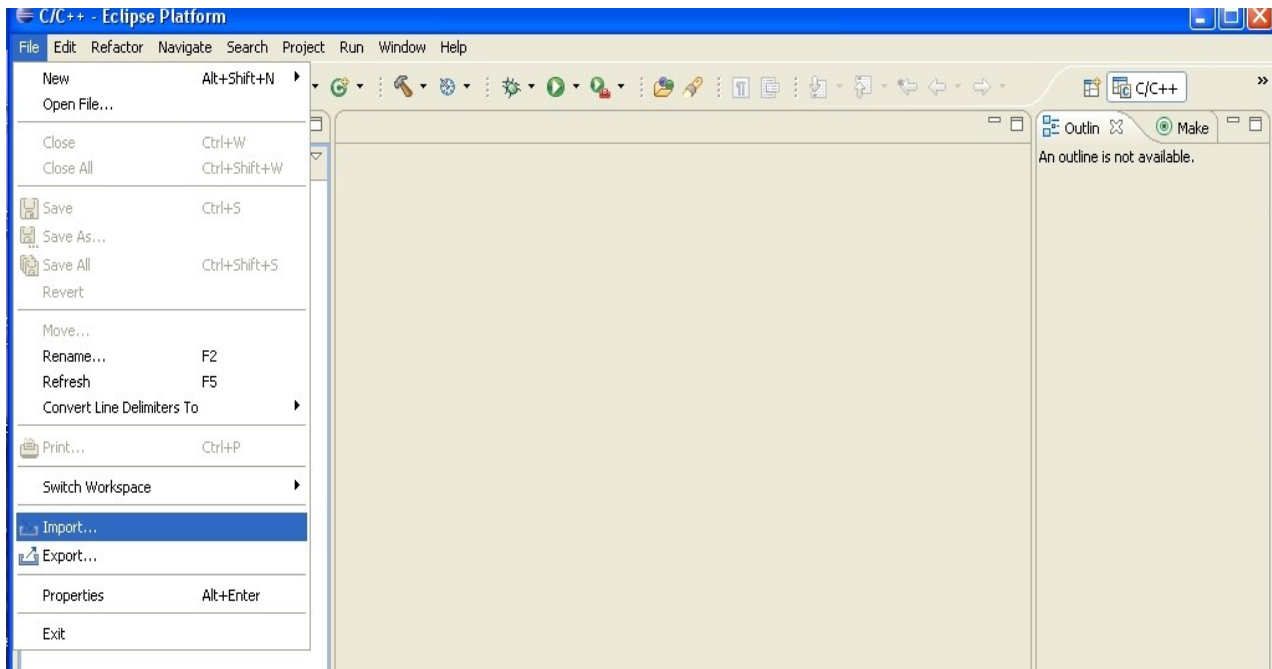 C/C++ - Eclipse Platform
File Edit Refactor Navigate Search Project Run Window Help
New Alt+Shift+N
Open File...
Close Ctrl+W
Close All Ctrl+Shift+W
Save Ctrl+S
Save As...
Save All Ctrl+Shift+S
Revert
Move...
Rename... F2
Refresh F5
Convert Line Delimiters To
Print... Ctrl+P
Switch Workspace
Import...
Export...
Properties Alt+Enter
Exit
C/C++ »
Outlin Make
An outline is not available.